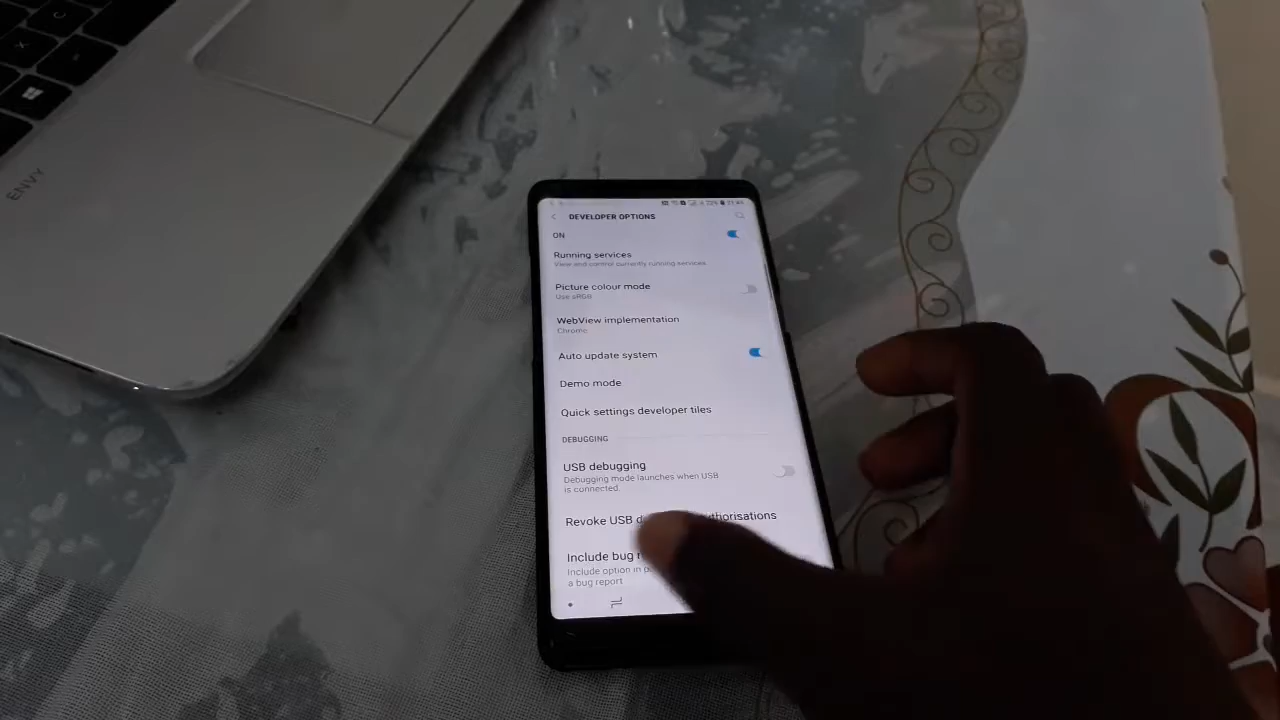 X
C
ENVY
DEVELOPER OPTIONS
ON
Running services
View and control currently running services.
Picture colour mode
Use sRGB
WebView implementation
Chrome
Auto update system
Demo mode
Quick settings developer tiles
DEBUGGING
USB debugging
Debugging mode launches when USB
is connected.
Revoke USB
Include bug
Include option in
a bug report